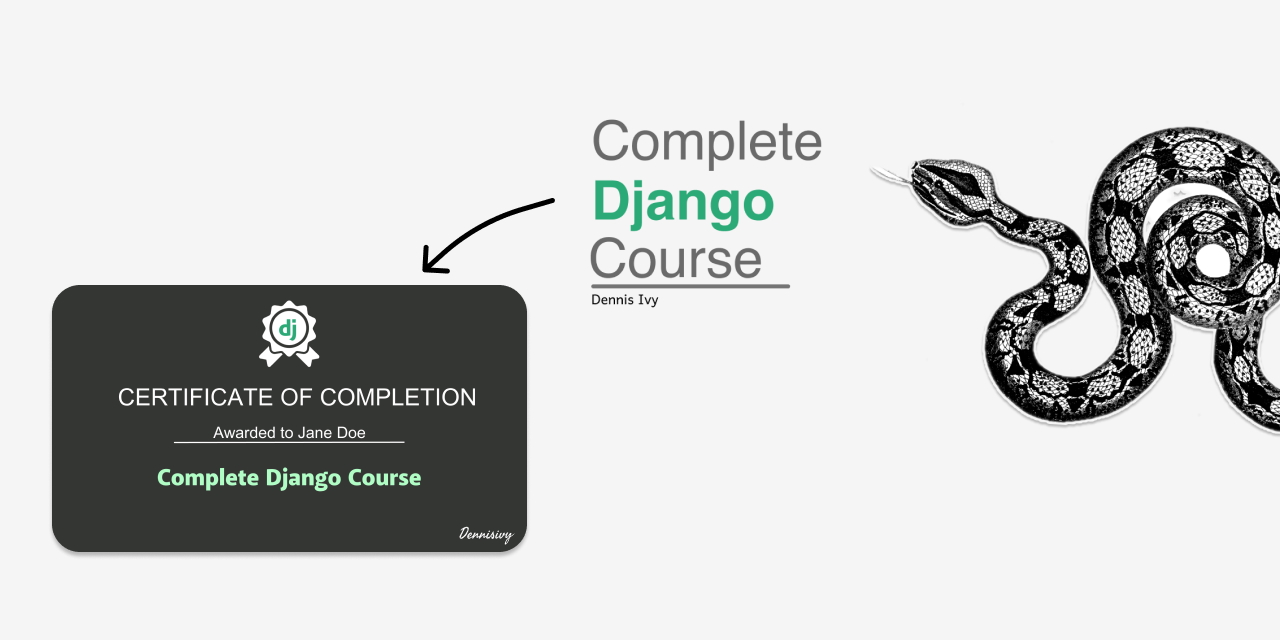 Complete
Django
Course
Dennis Ivy
dj
CERTIFICATE OF COMPLETION
Awarded to Jane Doe
Complete Django Course
Dennisivy